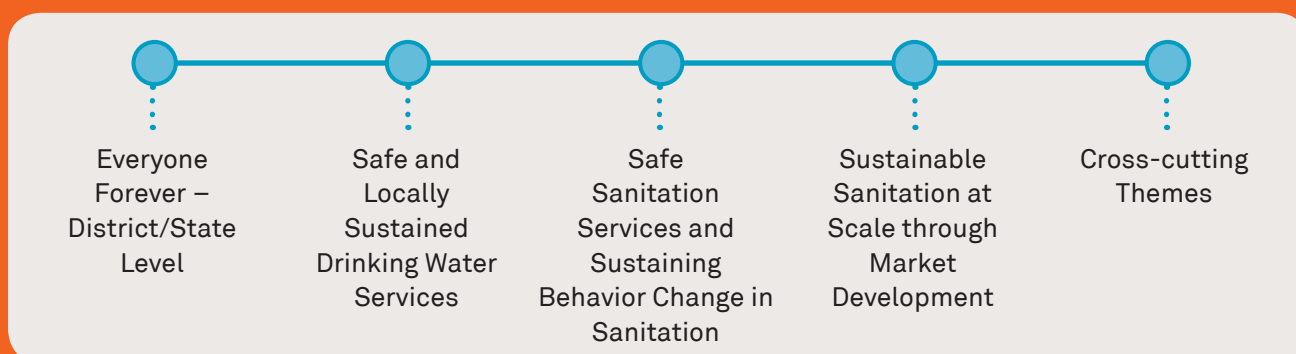 Everyone
Forever –
District/State
Level
Safe and
Locally
Sustained
Drinking Water
Services
Safe
Sanitation
Services and
Sustaining
Behavior Change in
Sanitation
Sustainable
Sanitation at
Scale through
Market
Development
Cross-cutting
Themes